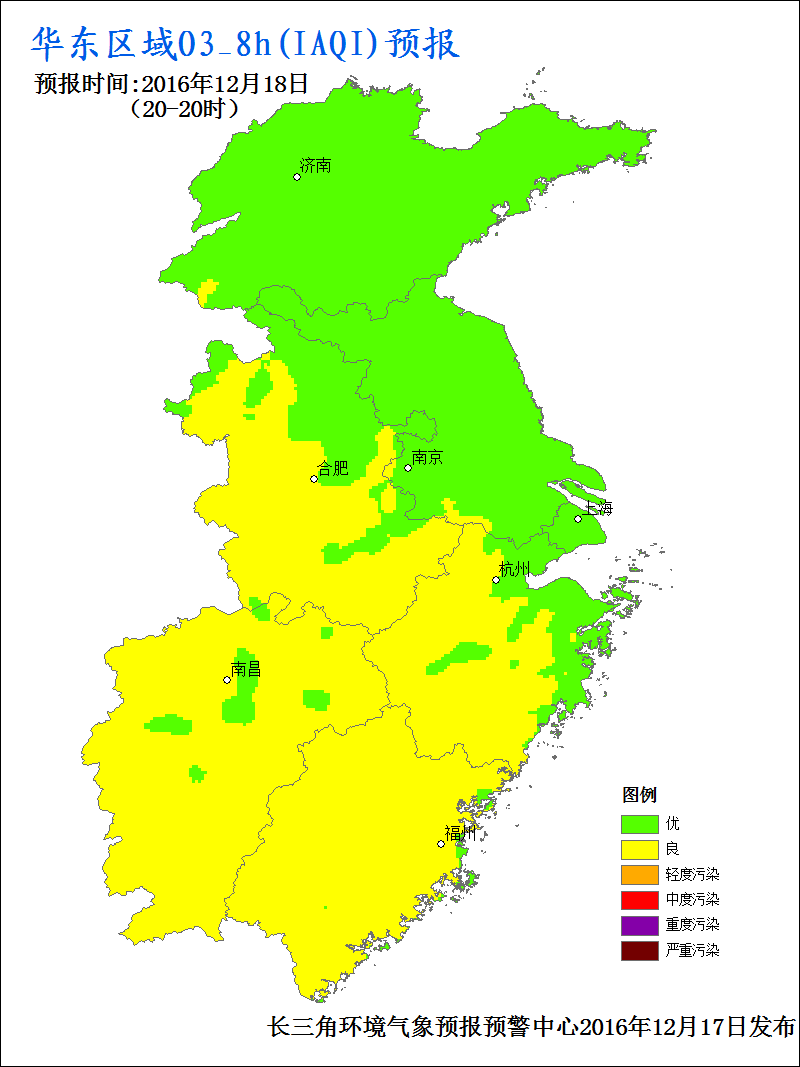 华东区域O3_8h(IAQI)预报
预报时间:2016年12月18日
（20-20时）
济南
南京
合肥
上海
杭州
南昌
福州
图例
优
良
轻度污染
中度污染
重度污染
严重污染
长三角环境气象预报预警中心2016年12月17日发布